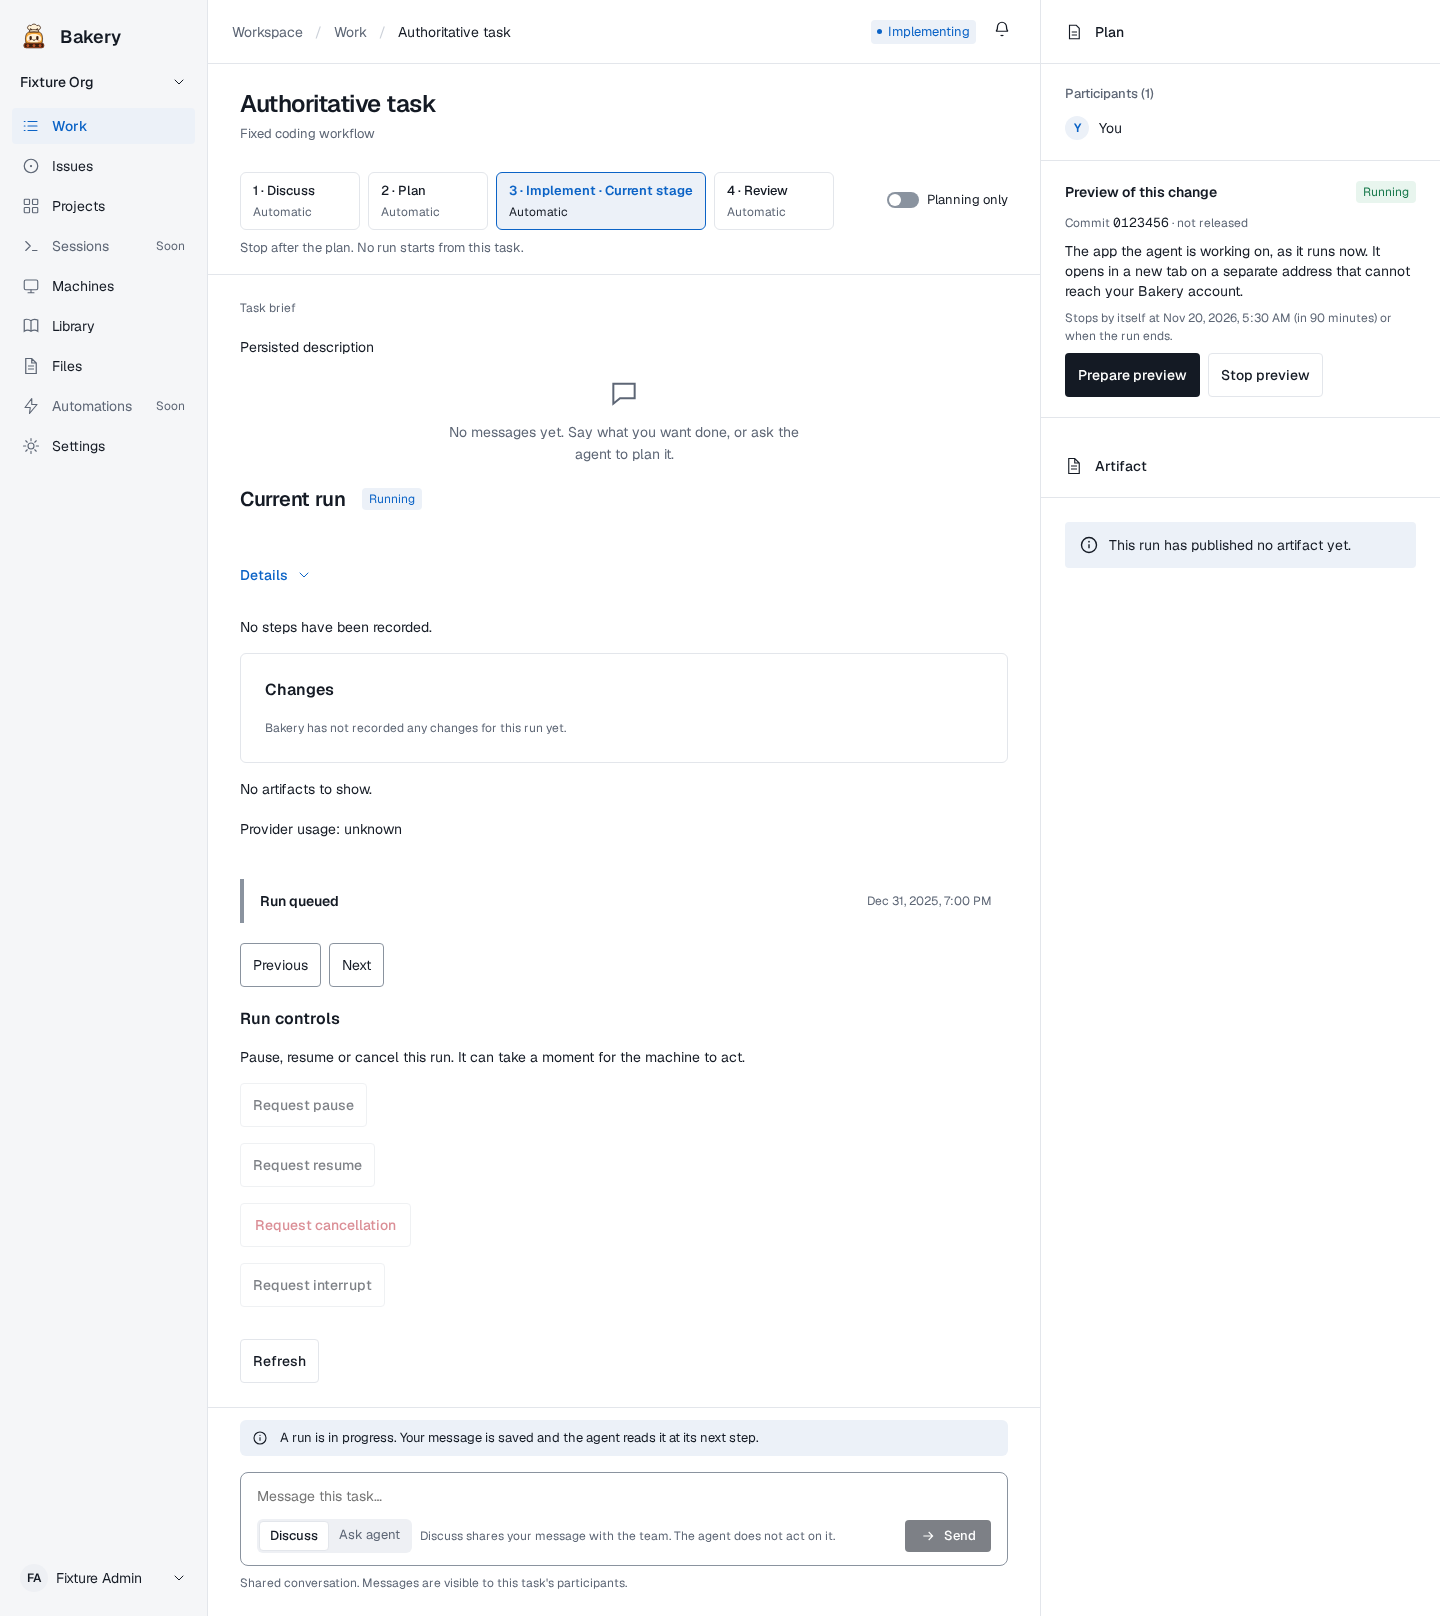 Bakery
Fixture Org
Work
Issues
Projects
Sessions Soon
Machines
Library
Files
Automations Soon
Settings
FA Fixture Admin
Workspace / Work / Authoritative task
Implementing
Authoritative task
Fixed coding workflow
1 · Discuss
Automatic
2 · Plan
Automatic
3 · Implement · Current stage
Automatic
4 · Review
Automatic
Planning only
Stop after the plan. No run starts from this task.
Task brief
Persisted description
No messages yet. Say what you want done, or ask the
agent to plan it.
Current run Running
Details
No steps have been recorded.
Changes
Bakery has not recorded any changes for this run yet.
No artifacts to show.
Provider usage: unknown
Run queued Dec 31, 2025, 7:00 PM
Previous Next
Run controls
Pause, resume or cancel this run. It can take a moment for the machine to act.
Request pause
Request resume
Request cancellation
Request interrupt
Refresh
A run is in progress. Your message is saved and the agent reads it at its next step.
Message this task…
Discuss Ask agent Discuss shares your message with the team. The agent does not act on it. Send
Shared conversation. Messages are visible to this task's participants.
Plan
Participants (1)
Y You
Preview of this change Running
Commit 0123456 · not released
The app the agent is working on, as it runs now. It
opens in a new tab on a separate address that cannot
reach your Bakery account.
Stops by itself at Nov 20, 2026, 5:30 AM (in 90 minutes) or
when the run ends.
Prepare preview Stop preview
Artifact
This run has published no artifact yet.